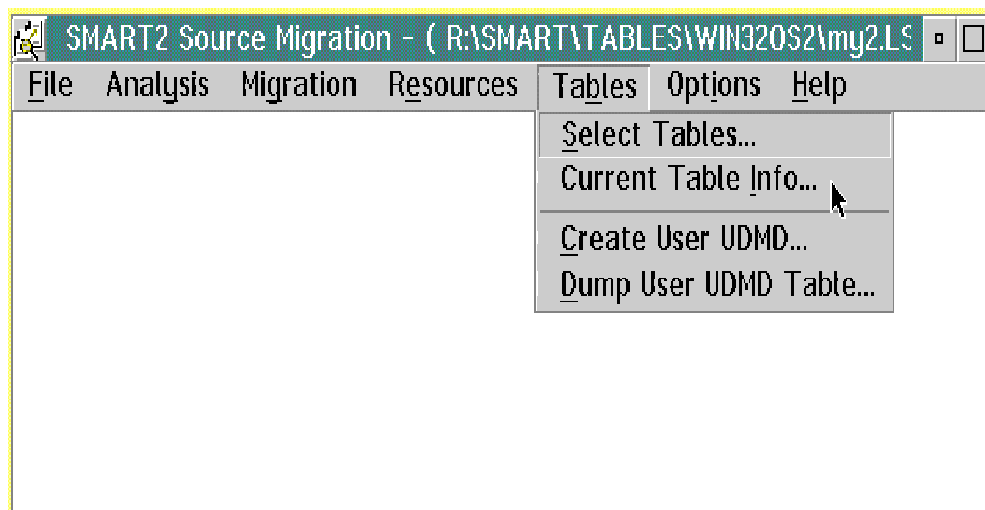 SMART2 Source Migration - ( R:\SMART\TABLES\WIN32OS2\my2.LS
File Analysis Migration Resources Tables Options Help
Select Tables...
Current Table Info...
Create User UDMD...
Dump User UDMD Table...